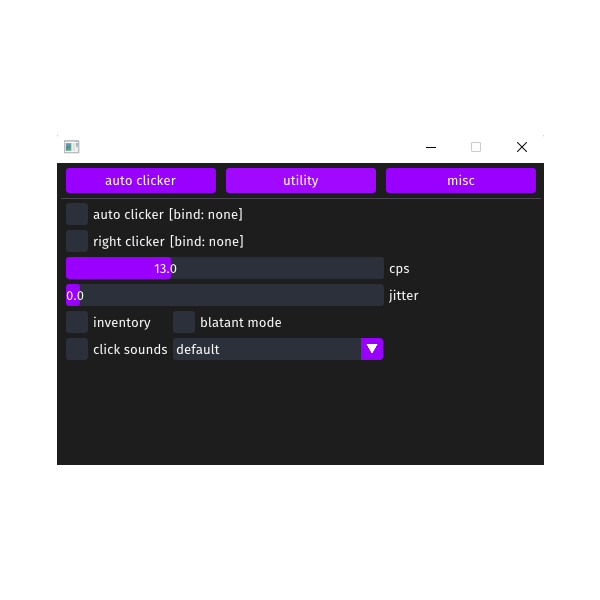 auto clicker utility misc
auto clicker [bind: none]
right clicker [bind: none]
13.0 cps
0.0 jitter
inventory blatant mode
click sounds default